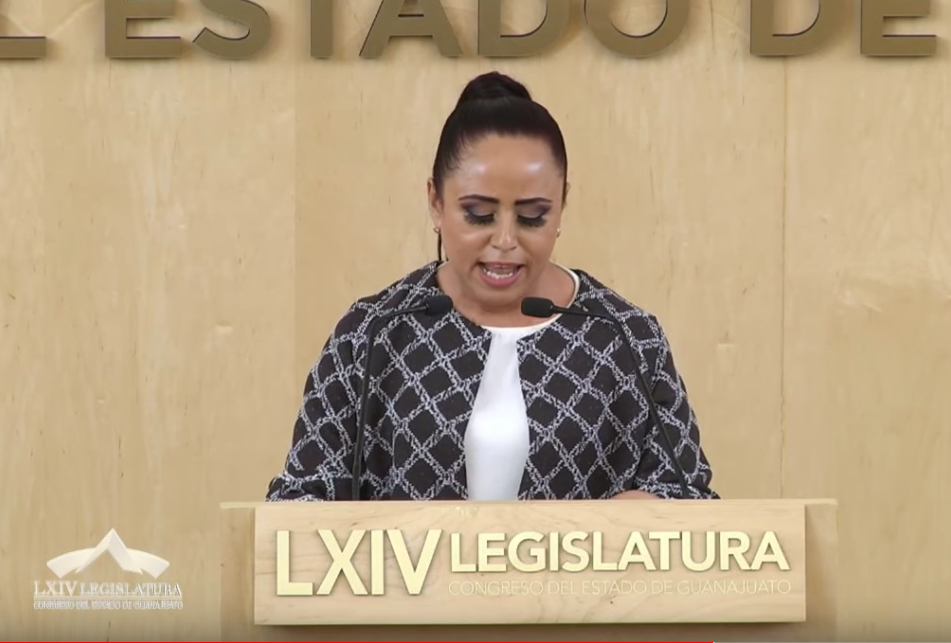 L ESTADO DE
LXIV LEGISLATURA
CONGRESO DEL ESTADO DE GUANAJUATO
LXIV LEGISLATURA
CONGRESO DEL ESTADO DE GUANAJUATO